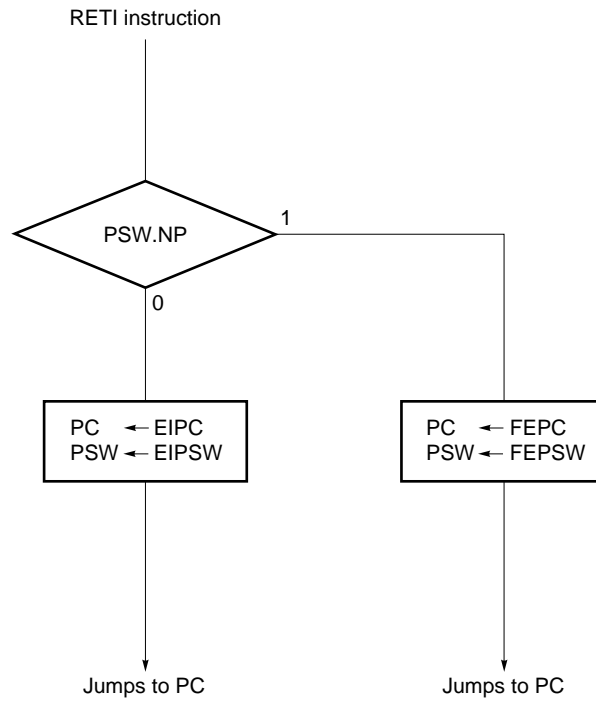 RETI instruction
PSW.NP
1
0
PC ← EIPC
PSW ← EIPSW
PC ← FEPC
PSW ← FEPSW
Jumps to PC
Jumps to PC